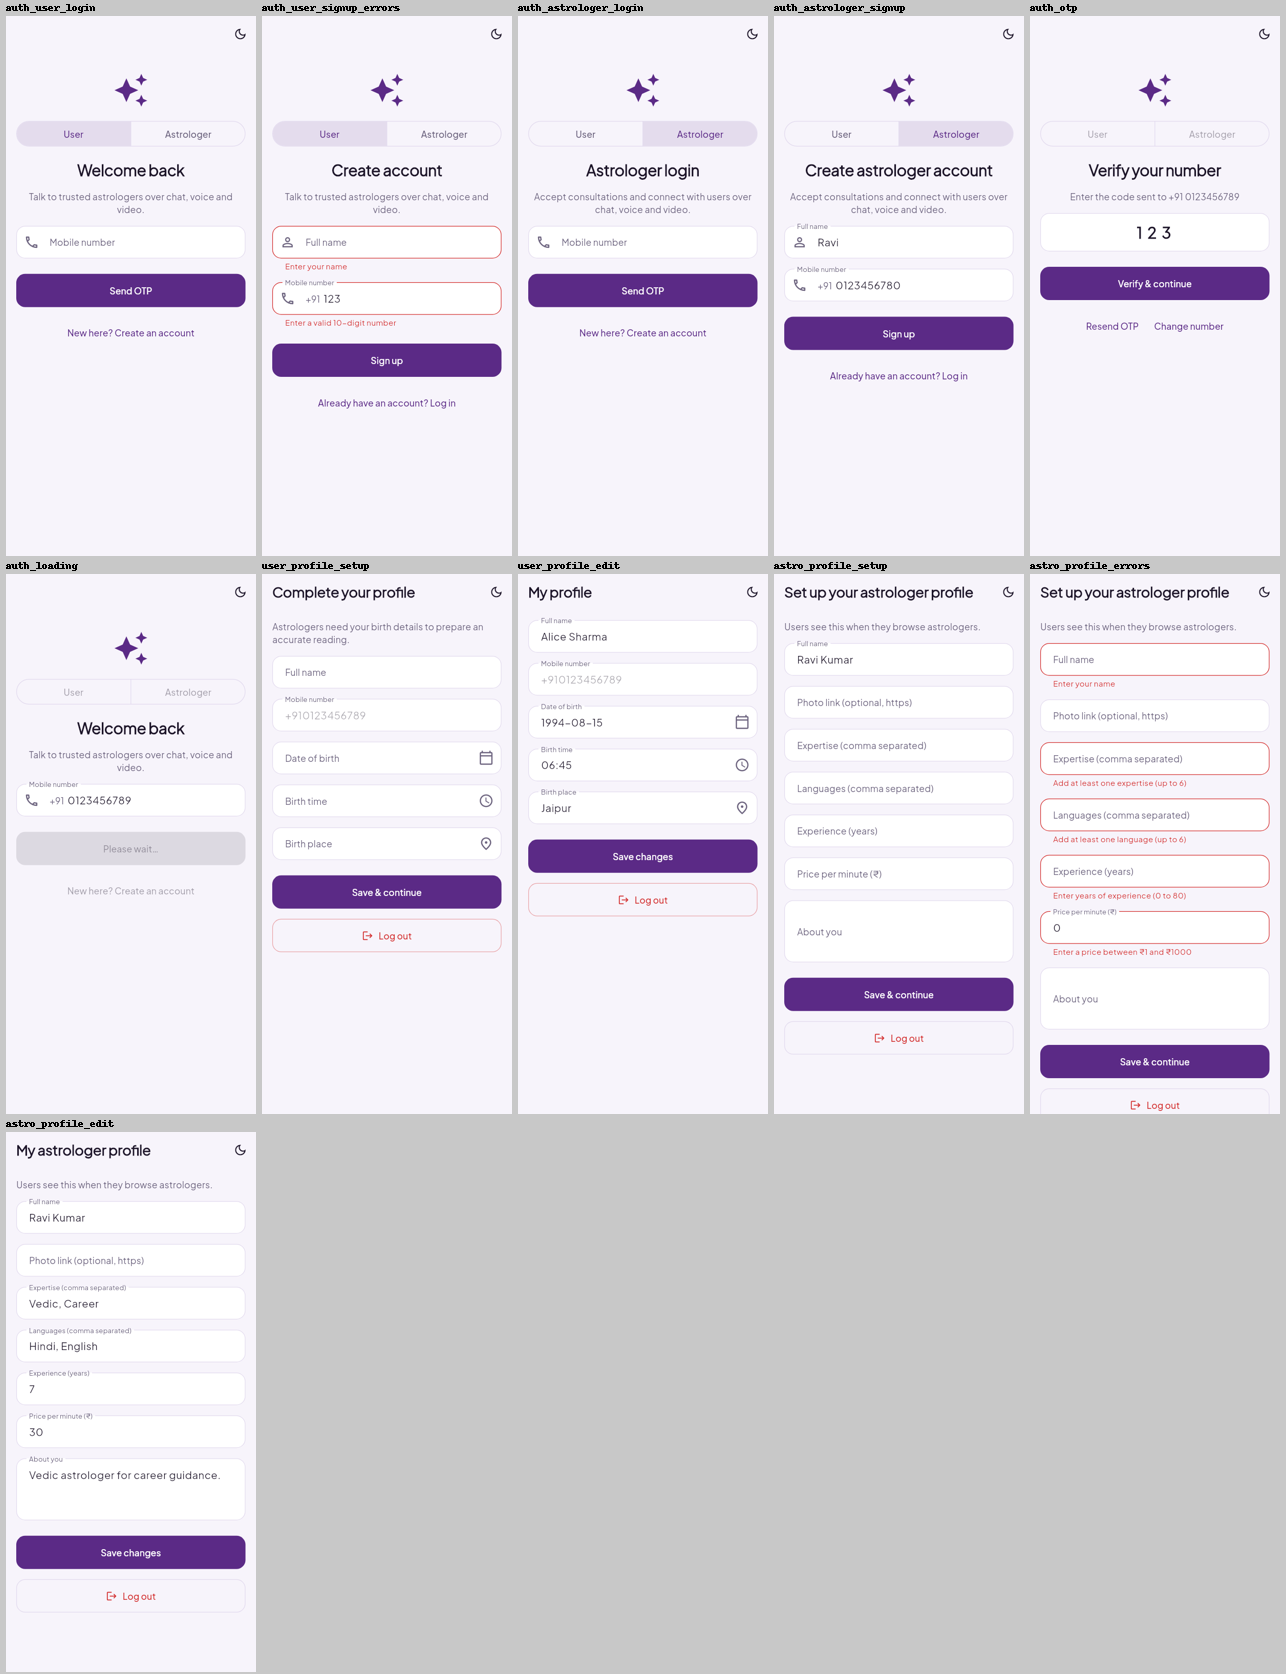 auth_user_login
User
Astrologer
Welcome back
Talk to trusted astrologers over chat, voice and
video.
Mobile number
Send OTP
New here? Create an account
auth_user_signup_errors
User
Astrologer
Create account
Talk to trusted astrologers over chat, voice and
video.
Full name
Enter your name
Mobile number
+91 123
Enter a valid 10-digit number
Sign up
Already have an account? Log in
auth_astrologer_login
User
Astrologer
Astrologer login
Accept consultations and connect with users over
chat, voice and video.
Mobile number
Send OTP
New here? Create an account
auth_astrologer_signup
User
Astrologer
Create astrologer account
Accept consultations and connect with users over
chat, voice and video.
Full name
Ravi
Mobile number
+91 0123456780
Sign up
Already have an account? Log in
auth_otp
User
Astrologer
Verify your number
Enter the code sent to +91 0123456789
123
Verify & continue
Resend OTP
Change number
auth_loading
User
Astrologer
Welcome back
Talk to trusted astrologers over chat, voice and
video.
Mobile number
+91 0123456789
Please wait...
New here? Create an account
user_profile_setup
Complete your profile
Astrologers need your birth details to prepare an
accurate reading.
Full name
Mobile number
+910123456789
Date of birth
Birth time
Birth place
Save & continue
Log out
user_profile_edit
My profile
Full name
Alice Sharma
Mobile number
+910123456789
Date of birth
1994-08-15
Birth time
06:45
Birth place
Jaipur
Save changes
Log out
astro_profile_setup
Set up your astrologer profile
Users see this when they browse astrologers.
Full name
Ravi Kumar
Photo link (optional, https)
Expertise (comma separated)
Languages (comma separated)
Experience (years)
Price per minute (₹)
About you
Save & continue
Log out
astro_profile_errors
Set up your astrologer profile
Users see this when they browse astrologers.
Full name
Enter your name
Photo link (optional, https)
Expertise (comma separated)
Add at least one expertise (up to 6)
Languages (comma separated)
Add at least one language (up to 6)
Experience (years)
Enter years of experience (0 to 80)
Price per minute (₹)
0
Enter a price between ₹1 and ₹1000
About you
Save & continue
Log out
astro_profile_edit
My astrologer profile
Users see this when they browse astrologers.
Full name
Ravi Kumar
Photo link (optional, https)
Expertise (comma separated)
Vedic, Career
Languages (comma separated)
Hindi, English
Experience (years)
7
Price per minute (₹)
30
About you
Vedic astrologer for career guidance.
Save changes
Log out